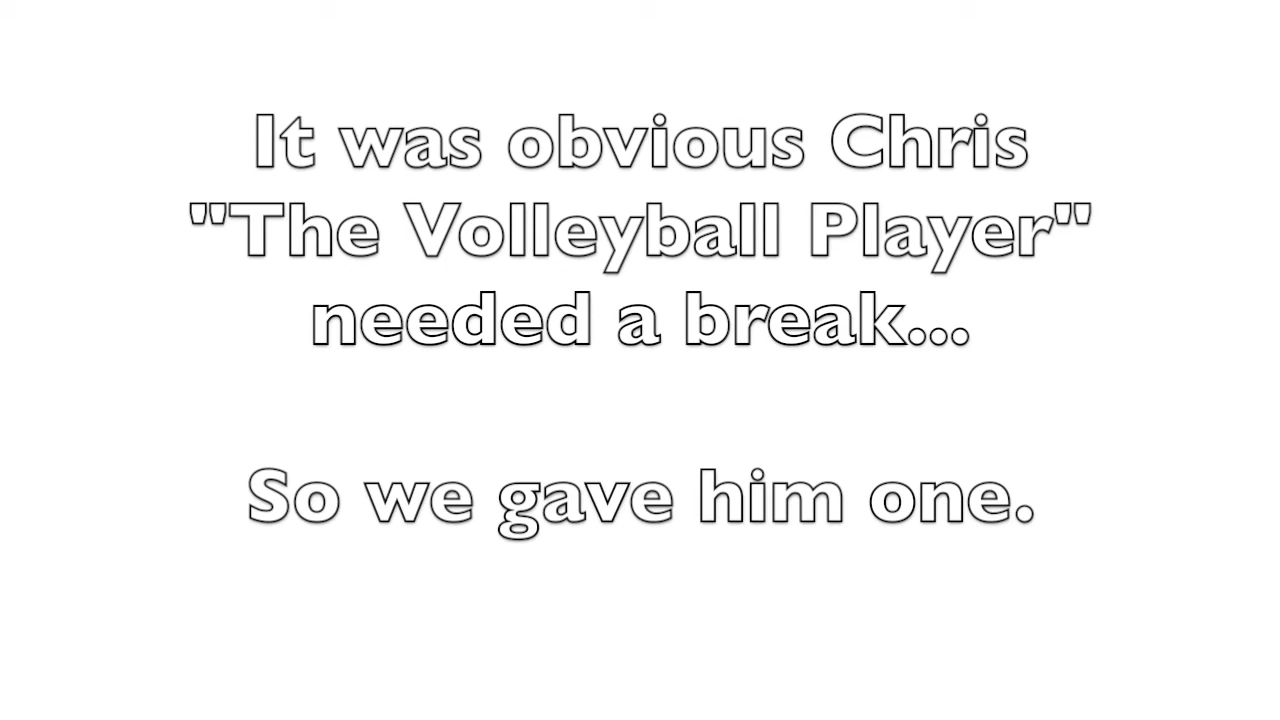 It was obvious Chris
"The Volleyball Player"
needed a break...
So we gave him one.